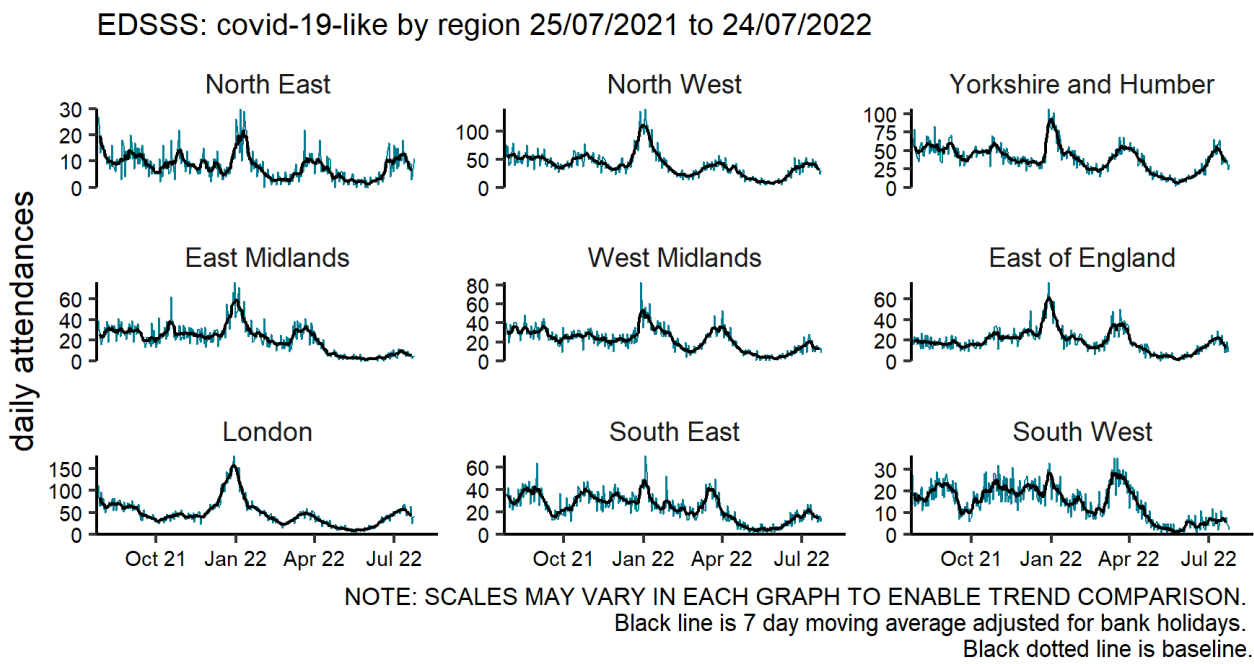 EDSSS: covid-19-like by region 25/07/2021 to 24/07/2022
daily attendances
North East
30
20
10
0
North West
100
50
0
Yorkshire and Humber
100
75
50
25
0
East Midlands
60
40
20
0
West Midlands
80
60
40
20
0
East of England
60
40
20
0
London
150
100
50
0
Oct 21 Jan 22 Apr 22 Jul 22
South East
60
40
20
0
Oct 21 Jan 22 Apr 22 Jul 22
South West
30
20
10
0
Oct 21 Jan 22 Apr 22 Jul 22
NOTE: SCALES MAY VARY IN EACH GRAPH TO ENABLE TREND COMPARISON.
Black line is 7 day moving average adjusted for bank holidays.
Black dotted line is baseline.